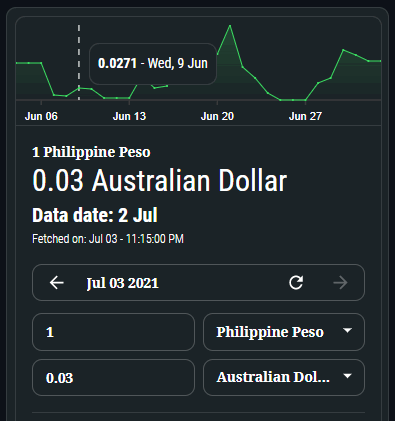 0.0271 - Wed, 9 Jun
Jun 06 Jun 13 Jun 20 Jun 27
1 Philippine Peso
0.03 Australian Dollar
Data date: 2 Jul
Fetched on: Jul 03 - 11:15:00 PM
Jul 03 2021
1 Philippine Peso
0.03 Australian Dol...